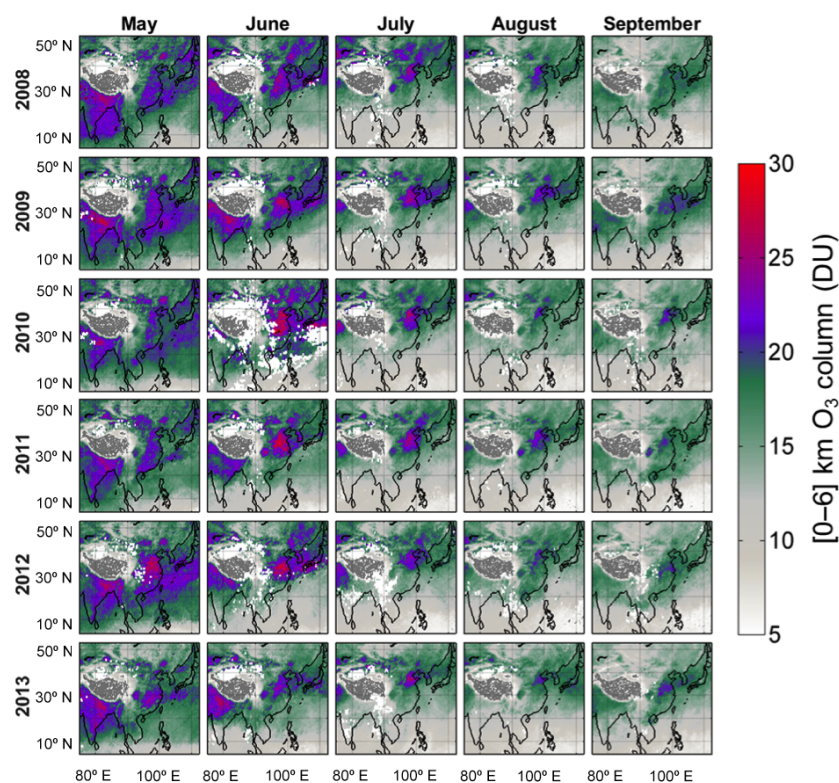 May June July August September
2008
50° N
30° N
10° N
2009
50° N
30° N
10° N
2010
50° N
30° N
10° N
2011
50° N
30° N
10° N
2012
50° N
30° N
10° N
2013
50° N
30° N
10° N
80° E 100° E 80° E 100° E 80° E 100° E 80° E 100° E 80° E 100° E
30
25
20
15
10
5
[0–6] km O₃ column (DU)